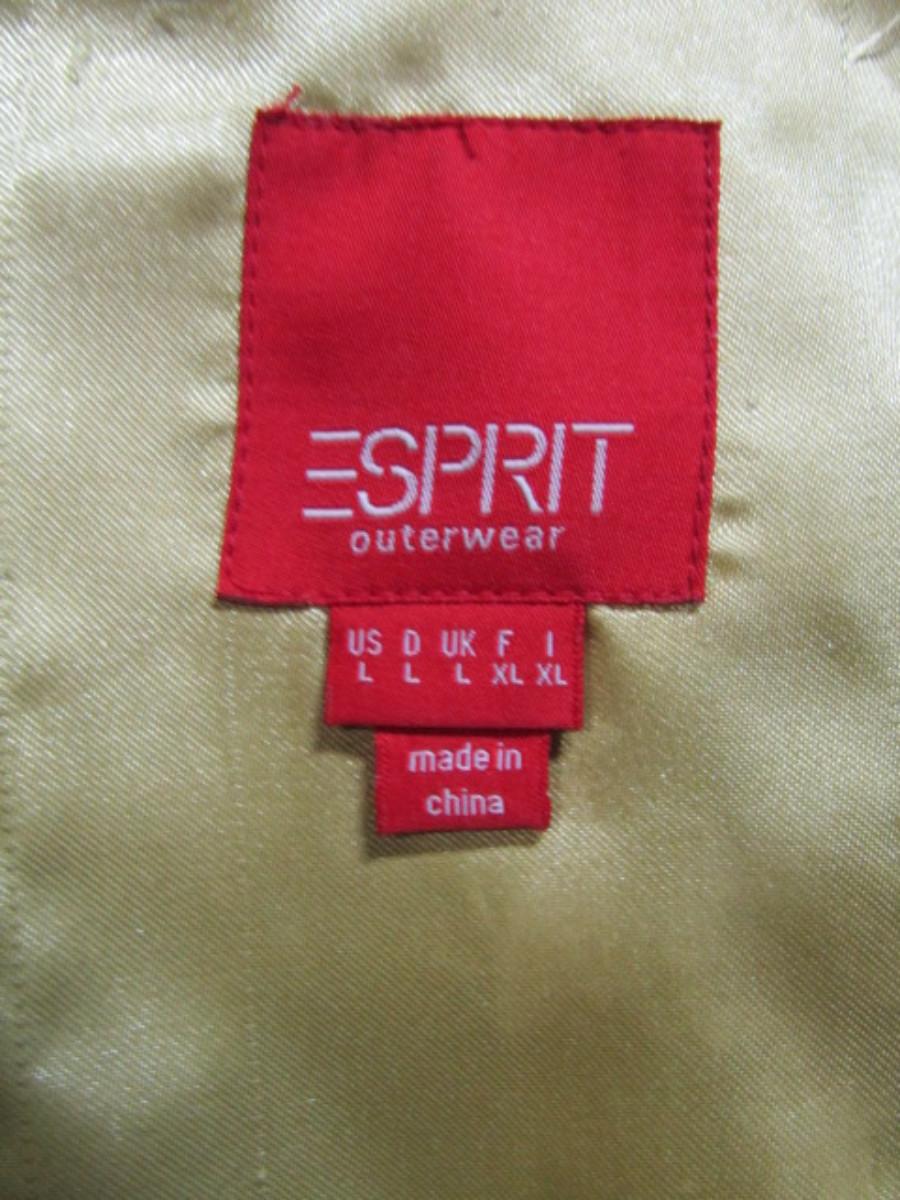 ESPRIT
outerwear
US D UK F I
L L L XL XL
made in
china